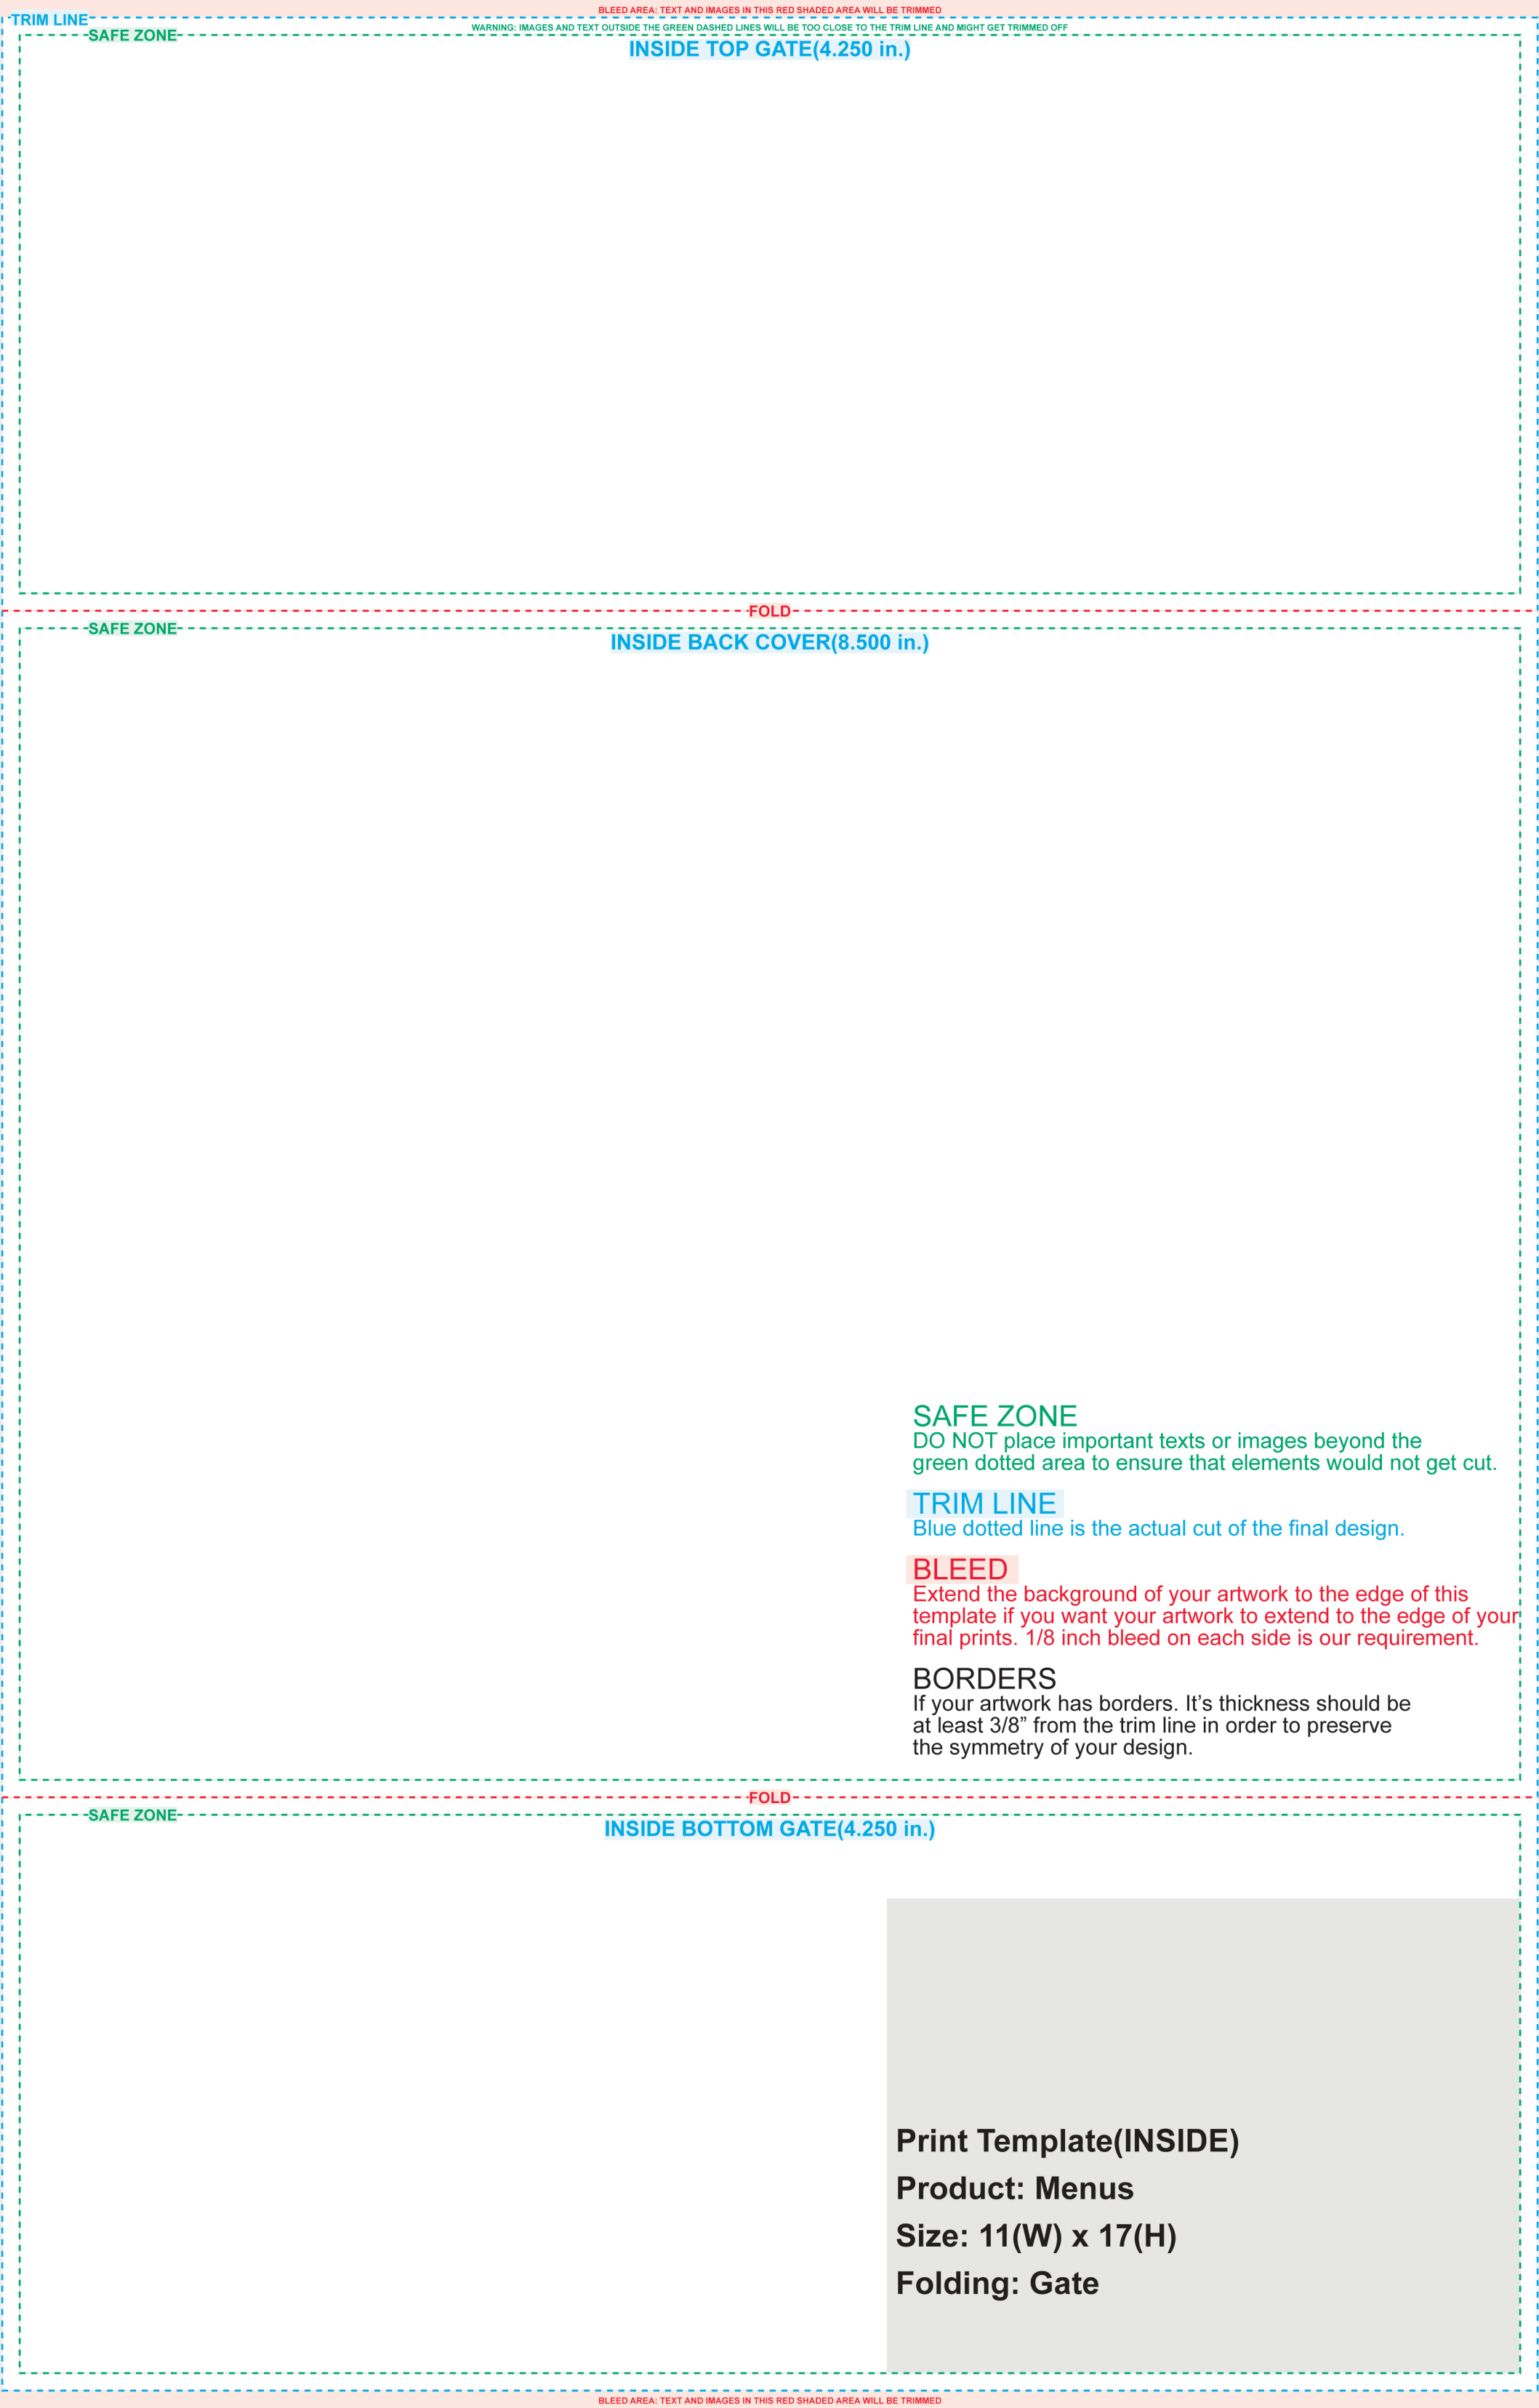 BLEED AREA: TEXT AND IMAGES IN THIS RED SHADED AREA WILL BE TRIMMED
TRIM LINE
WARNING: IMAGES AND TEXT OUTSIDE THE GREEN DASHED LINES WILL BE TOO CLOSE TO THE TRIM LINE AND MIGHT GET TRIMMED OFF
SAFE ZONE
INSIDE TOP GATE(4.250 in.)
FOLD
SAFE ZONE
INSIDE BACK COVER(8.500 in.)
SAFE ZONE
DO NOT place important texts or images beyond the
green dotted area to ensure that elements would not get cut.
TRIM LINE
Blue dotted line is the actual cut of the final design.
BLEED
Extend the background of your artwork to the edge of this
template if you want your artwork to extend to the edge of your
final prints. 1/8 inch bleed on each side is our requirement.
BORDERS
If your artwork has borders. It’s thickness should be
at least 3/8” from the trim line in order to preserve
the symmetry of your design.
FOLD
SAFE ZONE
INSIDE BOTTOM GATE(4.250 in.)
Print Template(INSIDE)
Product: Menus
Size: 11(W) x 17(H)
Folding: Gate
BLEED AREA: TEXT AND IMAGES IN THIS RED SHADED AREA WILL BE TRIMMED